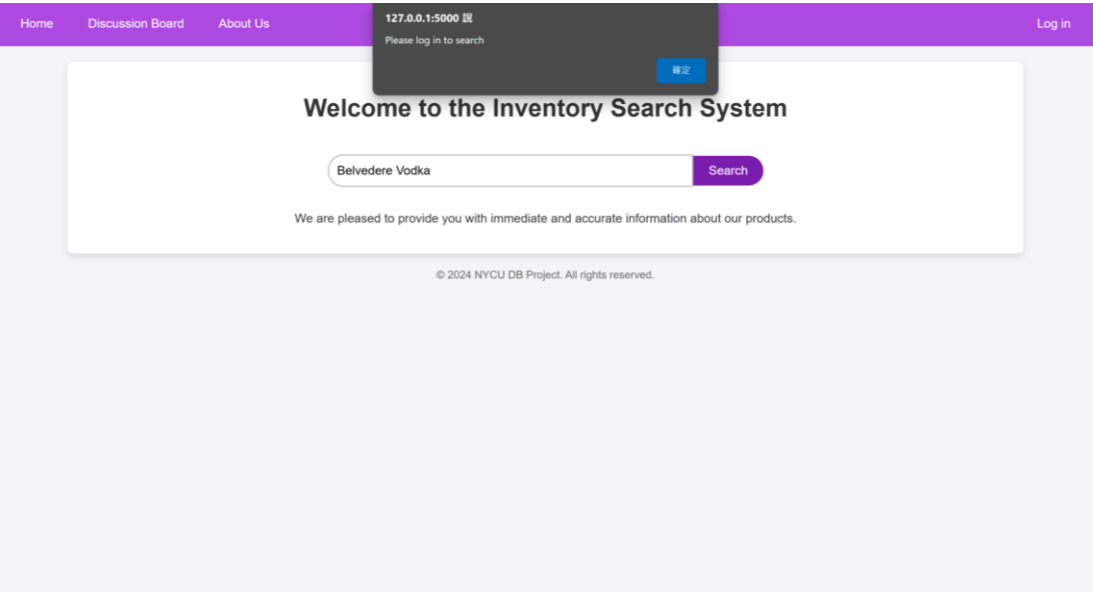 Home Discussion Board About Us Log in
127.0.0.1:5000 說
Please log in to search
確定
Welcome to the Inventory Search System
Belvedere Vodka Search
We are pleased to provide you with immediate and accurate information about our products.
© 2024 NYCU DB Project. All rights reserved.